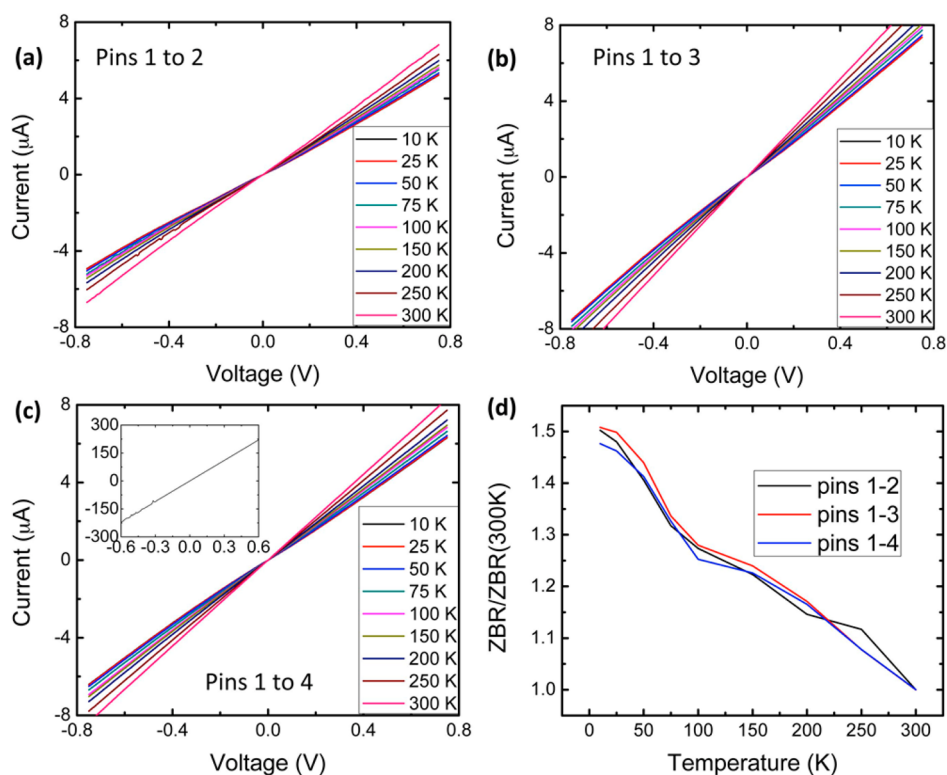 (a)
Pins 1 to 2
Current (μA)
8
4
0
-4
-8
-0.8
-0.4
0.0
0.4
0.8
Voltage (V)
10 K
25 K
50 K
75 K
100 K
150 K
200 K
250 K
300 K
(b)
Pins 1 to 3
Current (μA)
8
4
0
-4
-8
-0.8
-0.4
0.0
0.4
0.8
Voltage (V)
10 K
25 K
50 K
75 K
100 K
150 K
200 K
250 K
300 K
(c)
Pins 1 to 4
Current (μA)
8
4
0
-4
-8
-0.8
-0.4
0.0
0.4
0.8
Voltage (V)
300
150
0
-150
-300
-0.6
-0.3
0.0
0.3
0.6
10 K
25 K
50 K
75 K
100 K
150 K
200 K
250 K
300 K
(d)
ZBR/ZBR(300K)
1.5
1.4
1.3
1.2
1.1
1.0
0
50
100
150
200
250
300
Temperature (K)
pins 1-2
pins 1-3
pins 1-4